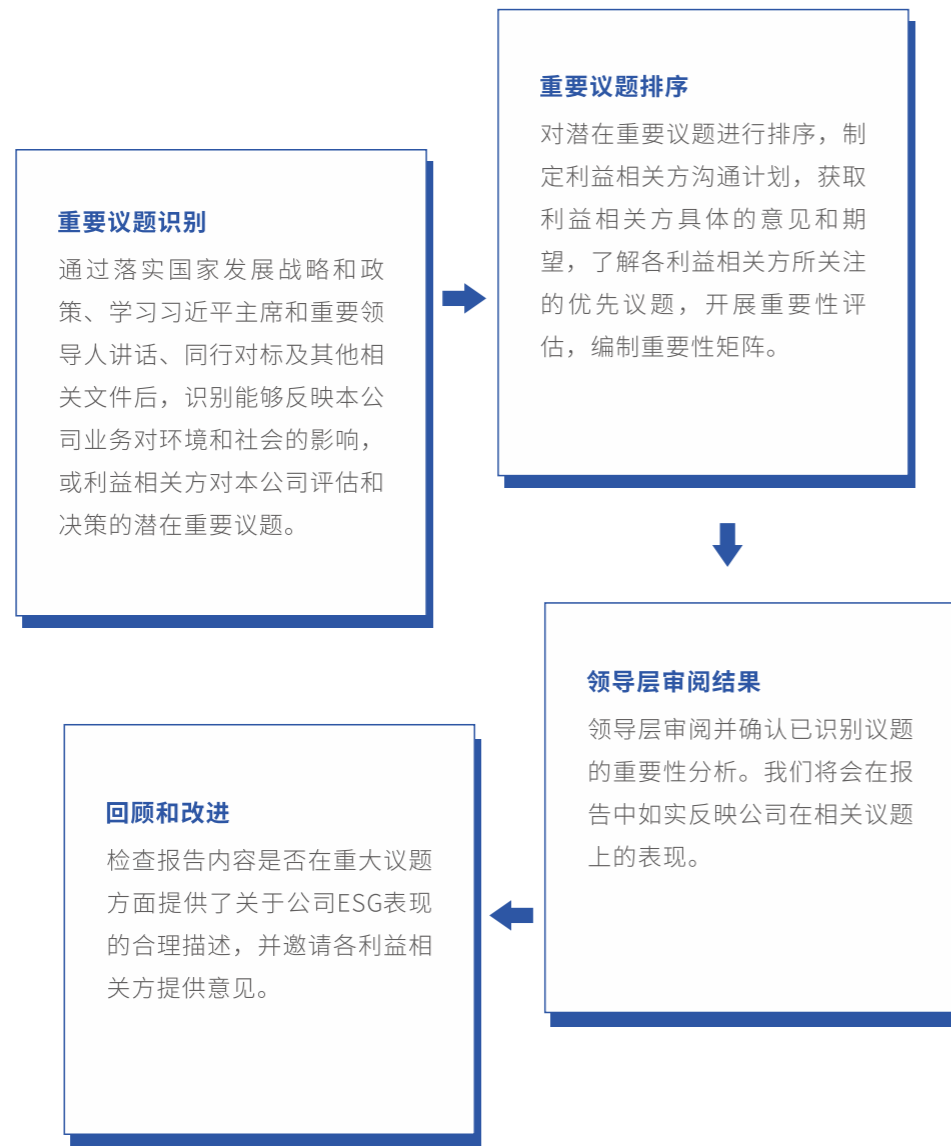 重要议题识别
通过落实国家发展战略和政
策、学习习近平主席和重要领
导人讲话、同行对标及其他相
关文件后，识别能够反映本公
司业务对环境和社会的影响，
或利益相关方对本公司评估和
决策的潜在重要议题。
重要议题排序
对潜在重要议题进行排序，制
定利益相关方沟通计划，获取
利益相关方具体的意见和期
望，了解各利益相关方所关注
的优先议题，开展重要性评
估，编制重要性矩阵。
领导层审阅结果
领导层审阅并确认已识别议题
的重要性分析。我们将会在报
告中如实反映公司在相关议题
上的表现。
回顾和改进
检查报告内容是否在重大议题
方面提供了关于公司ESG表现
的合理描述，并邀请各利益相
关方提供意见。